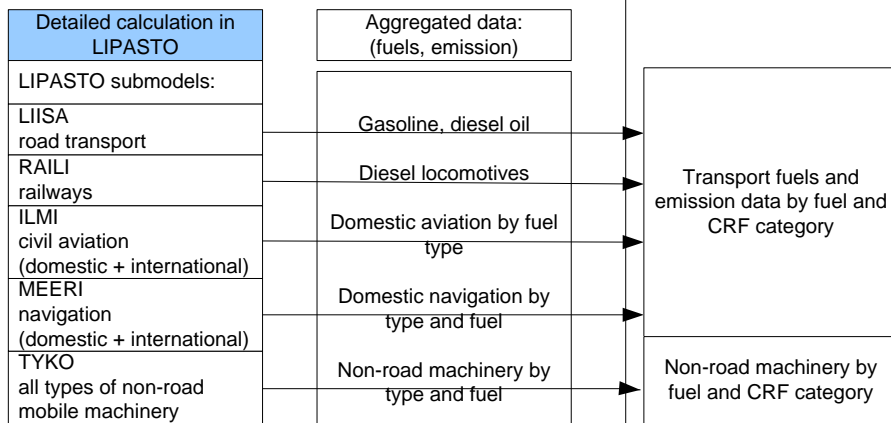 Detailed calculation in
LIPASTO
LIPASTO submodels:
LIISA
road transport
RAILI
railways
ILMI
civil aviation
(domestic + international)
MEERI
navigation
(domestic + international)
TYKO
all types of non-road
mobile machinery
Aggregated data:
(fuels, emission)
Gasoline, diesel oil
Diesel locomotives
Domestic aviation by fuel
type
Domestic navigation by
type and fuel
Non-road machinery by
type and fuel
Transport fuels and
emission data by fuel and
CRF category
Non-road machinery by
fuel and CRF category